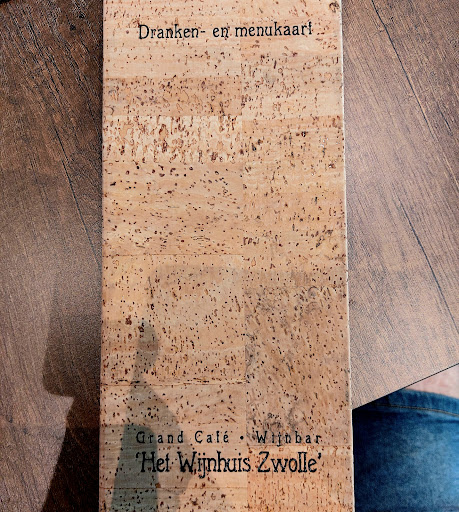 Dranken- en menukaart
Grand Café • Wijnbar
'Het Wijnhuis Zwolle'